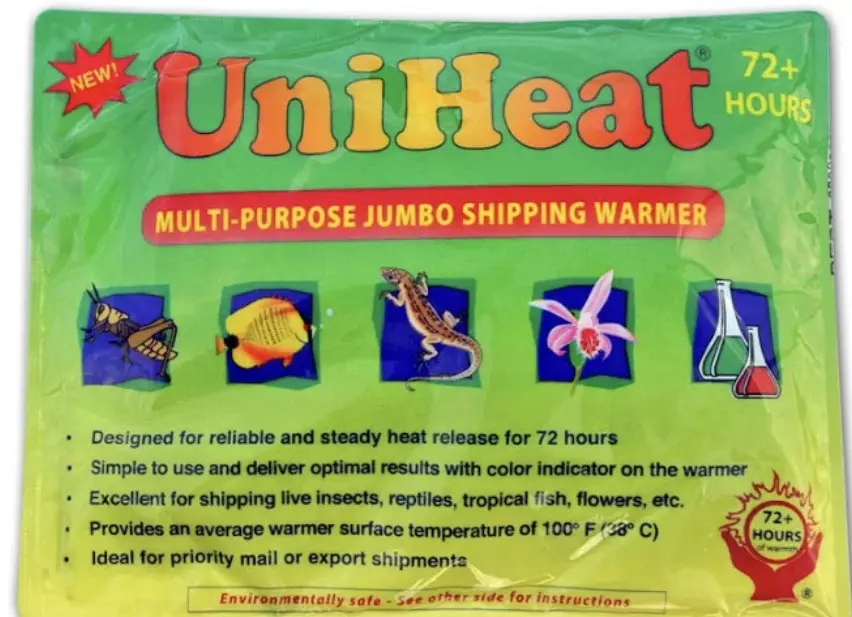 NEW!
UniHeat®
72+
HOURS
MULTI-PURPOSE JUMBO SHIPPING WARMER
• Designed for reliable and steady heat release for 72 hours
• Simple to use and deliver optimal results with color indicator on the warmer
• Excellent for shipping live insects, reptiles, tropical fish, flowers, etc.
• Provides an average warmer surface temperature of 100° F (38° C)
• Ideal for priority mail or export shipments
72+
HOURS
of warmth
®
Environmentally safe - See other side for instructions